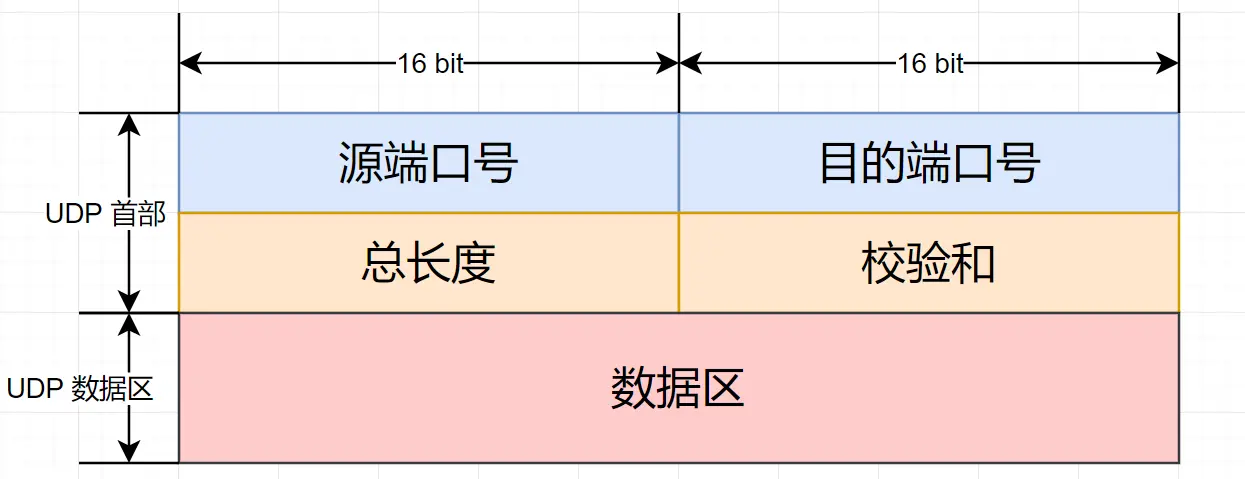 16 bit
16 bit
源端口号
目的端口号
UDP 首部
总长度
校验和
UDP 数据区
数据区